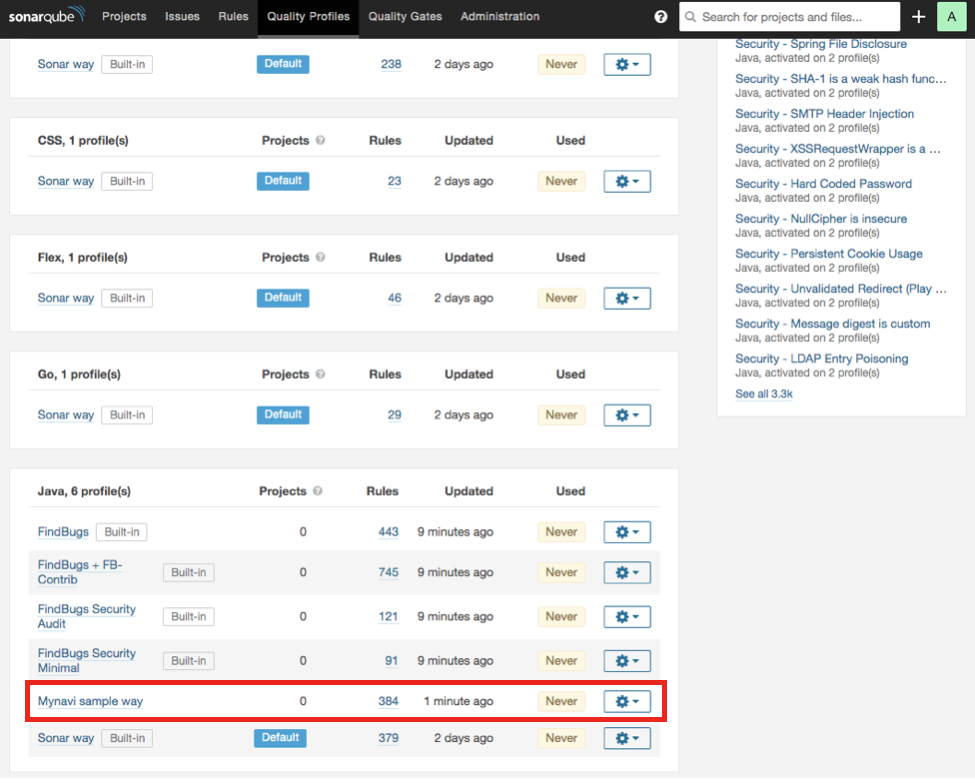 sonarqube Projects Issues Rules Quality Profiles Quality Gates Administration ? Search for projects and files... + A
Sonar way Built-in Default 238 2 days ago Never
CSS, 1 profile(s) Projects ? Rules Updated Used
Sonar way Built-in Default 23 2 days ago Never
Flex, 1 profile(s) Projects ? Rules Updated Used
Sonar way Built-in Default 46 2 days ago Never
Go, 1 profile(s) Projects ? Rules Updated Used
Sonar way Built-in Default 29 2 days ago Never
Java, 6 profile(s) Projects ? Rules Updated Used
FindBugs Built-in 0 443 9 minutes ago Never
FindBugs + FB-
Contrib Built-in 0 745 9 minutes ago Never
FindBugs Security
Audit Built-in 0 121 9 minutes ago Never
FindBugs Security
Minimal Built-in 0 91 9 minutes ago Never
Mynavi sample way 0 384 1 minute ago Never
Sonar way Built-in Default 379 2 days ago Never
Security - Spring File Disclosure
Java, activated on 2 profile(s)
Security - SHA-1 is a weak hash func...
Java, activated on 2 profile(s)
Security - SMTP Header Injection
Java, activated on 2 profile(s)
Security - XSSRequestWrapper is a ...
Java, activated on 2 profile(s)
Security - Hard Coded Password
Java, activated on 2 profile(s)
Security - NullCipher is insecure
Java, activated on 2 profile(s)
Security - Persistent Cookie Usage
Java, activated on 2 profile(s)
Security - Unvalidated Redirect (Play ...
Java, activated on 2 profile(s)
Security - Message digest is custom
Java, activated on 2 profile(s)
Security - LDAP Entry Poisoning
Java, activated on 2 profile(s)
See all 3.3k